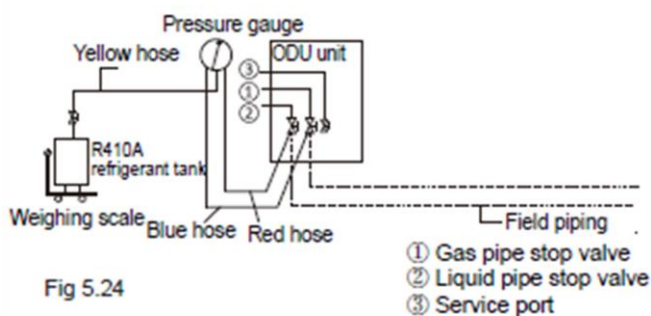 Pressure gauge
Yellow hose
ODU unit
③
①
②
R410A
refrigerant tank
Weighing scale
Blue hose
Red hose
Field piping
① Gas pipe stop valve
② Liquid pipe stop valve
③ Service port
Fig 5.24